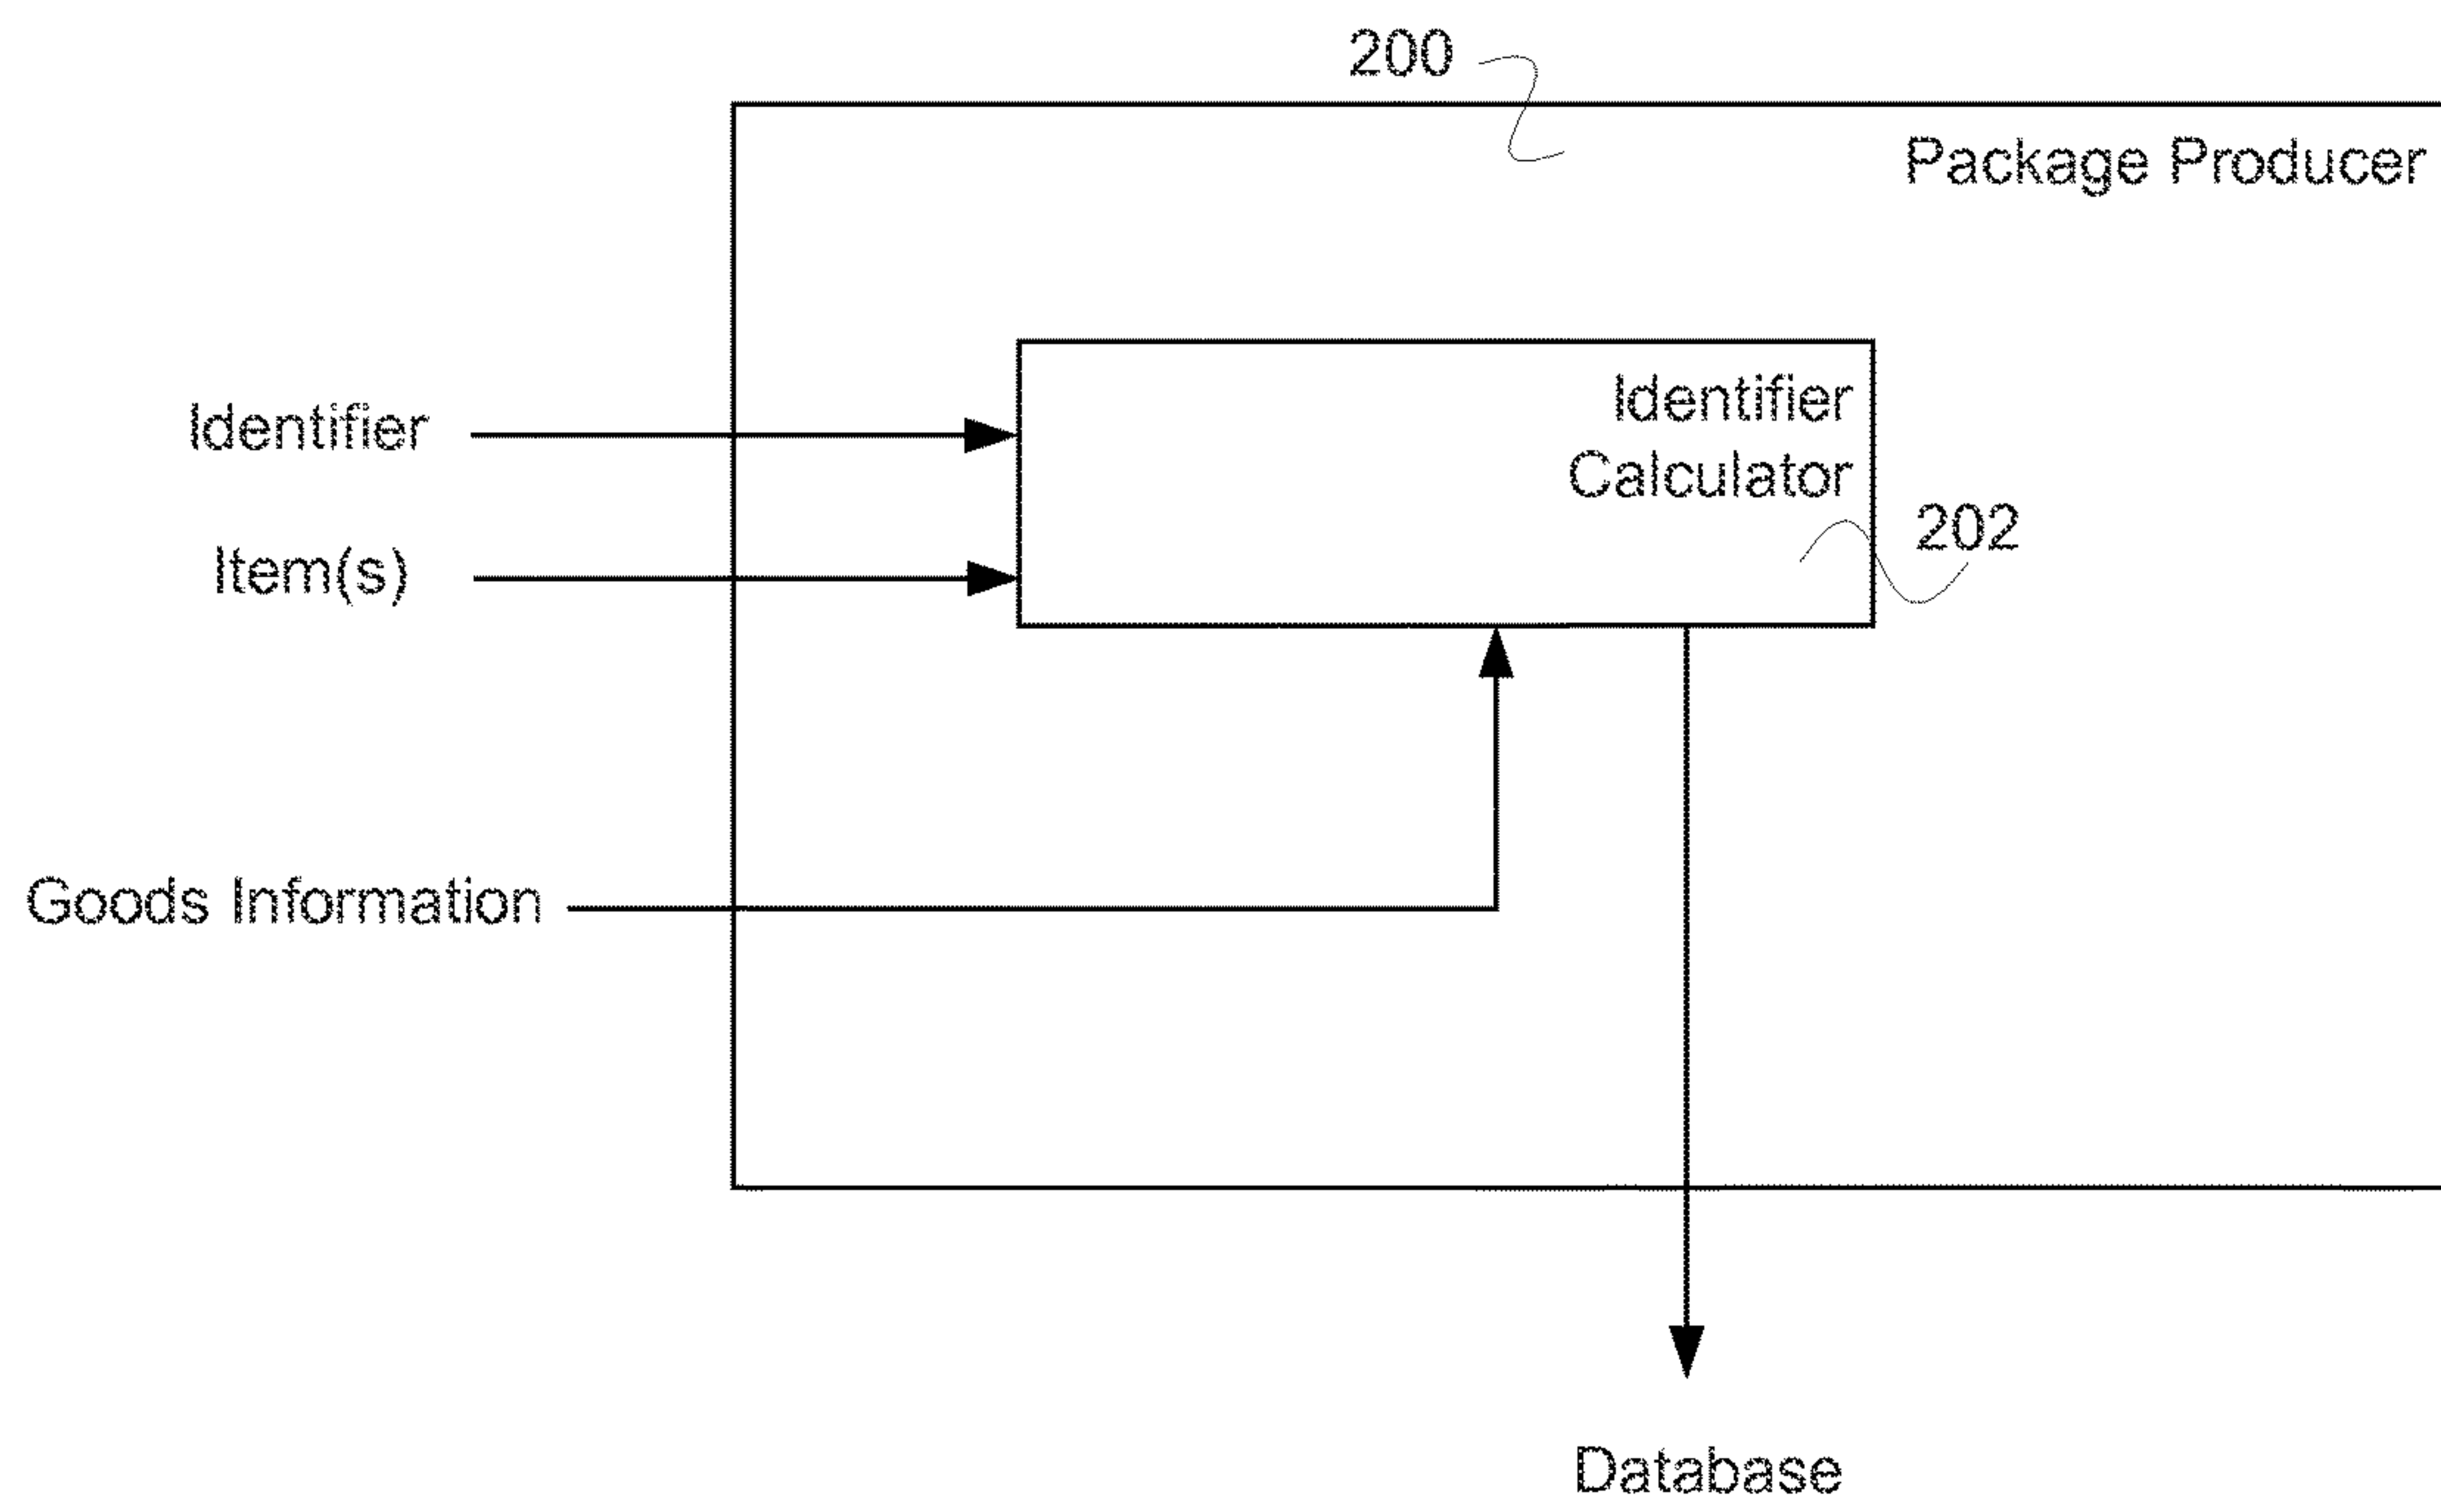 200
Package Producer
Identifier
Calculator
Identifier
202
Item(s)
Goods Information
Database